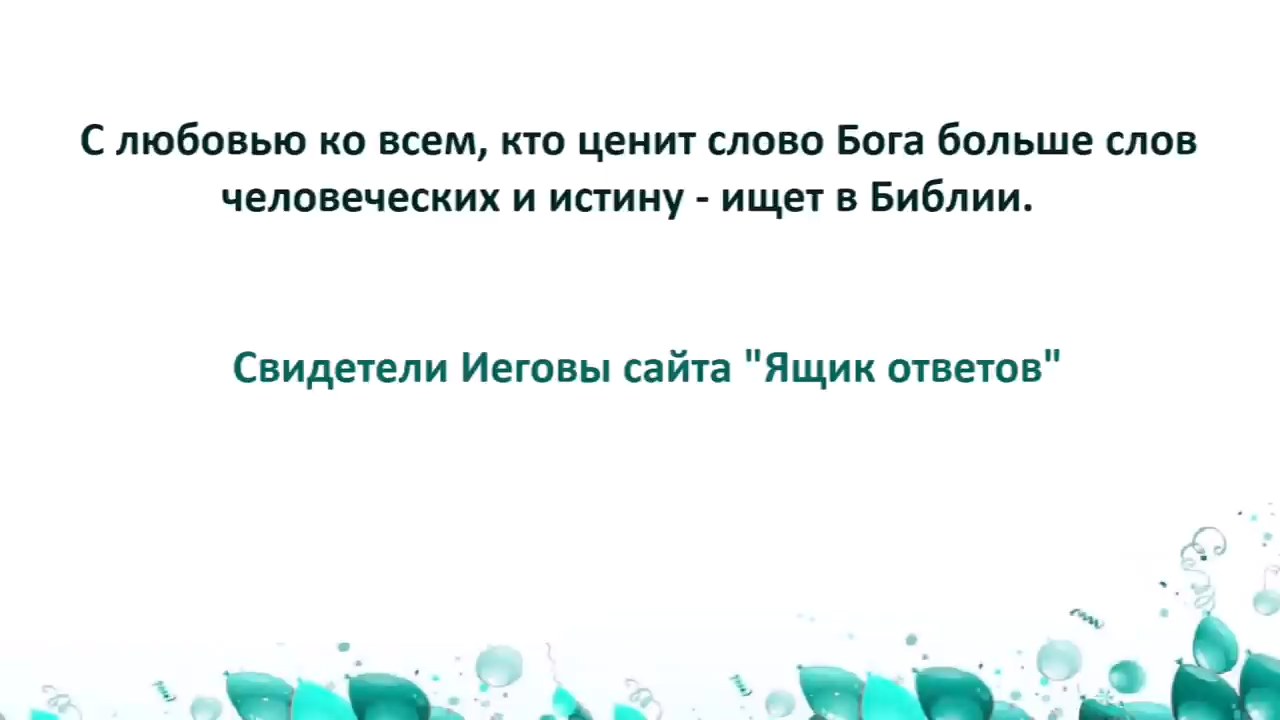 С любовью ко всем, кто ценит слово Бога больше слов
человеческих и истину - ищет в Библии.
Свидетели Иеговы сайта "Ящик ответов"